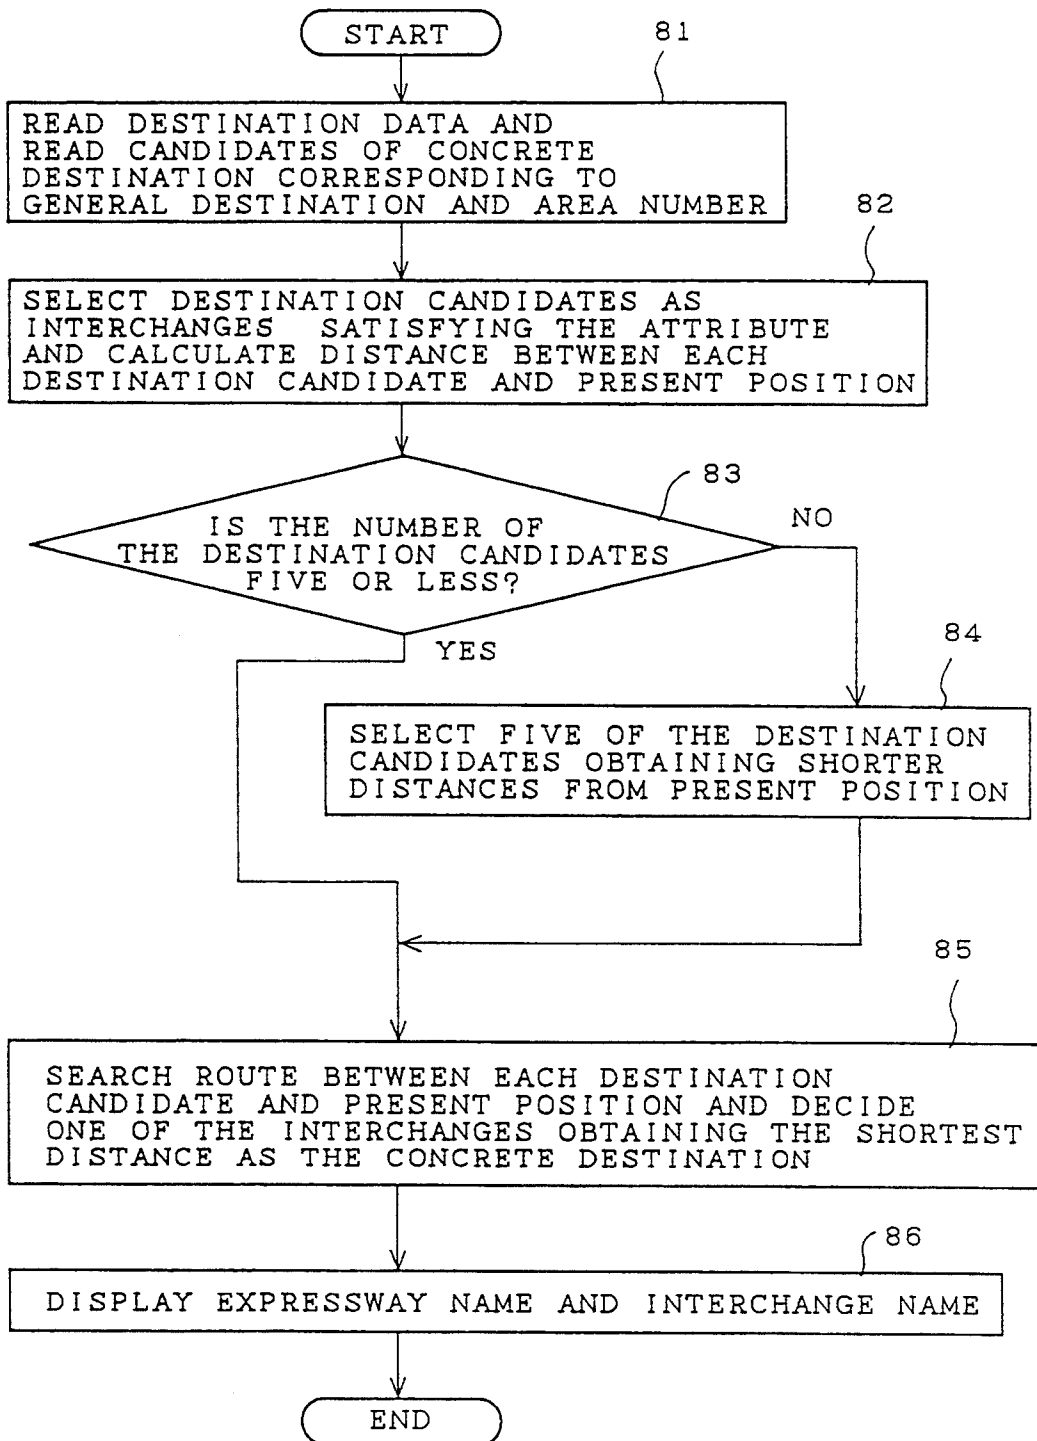 START
81
READ DESTINATION DATA AND
READ CANDIDATES OF CONCRETE
DESTINATION CORRESPONDING TO
GENERAL DESTINATION AND AREA NUMBER
82
SELECT DESTINATION CANDIDATES AS
INTERCHANGES SATISFYING THE ATTRIBUTE
AND CALCULATE DISTANCE BETWEEN EACH
DESTINATION CANDIDATE AND PRESENT POSITION
83
IS THE NUMBER OF
THE DESTINATION CANDIDATES
FIVE OR LESS?
NO
YES
84
SELECT FIVE OF THE DESTINATION
CANDIDATES OBTAINING SHORTER
DISTANCES FROM PRESENT POSITION
85
SEARCH ROUTE BETWEEN EACH DESTINATION
CANDIDATE AND PRESENT POSITION AND DECIDE
ONE OF THE INTERCHANGES OBTAINING THE SHORTEST
DISTANCE AS THE CONCRETE DESTINATION
86
DISPLAY EXPRESSWAY NAME AND INTERCHANGE NAME
END